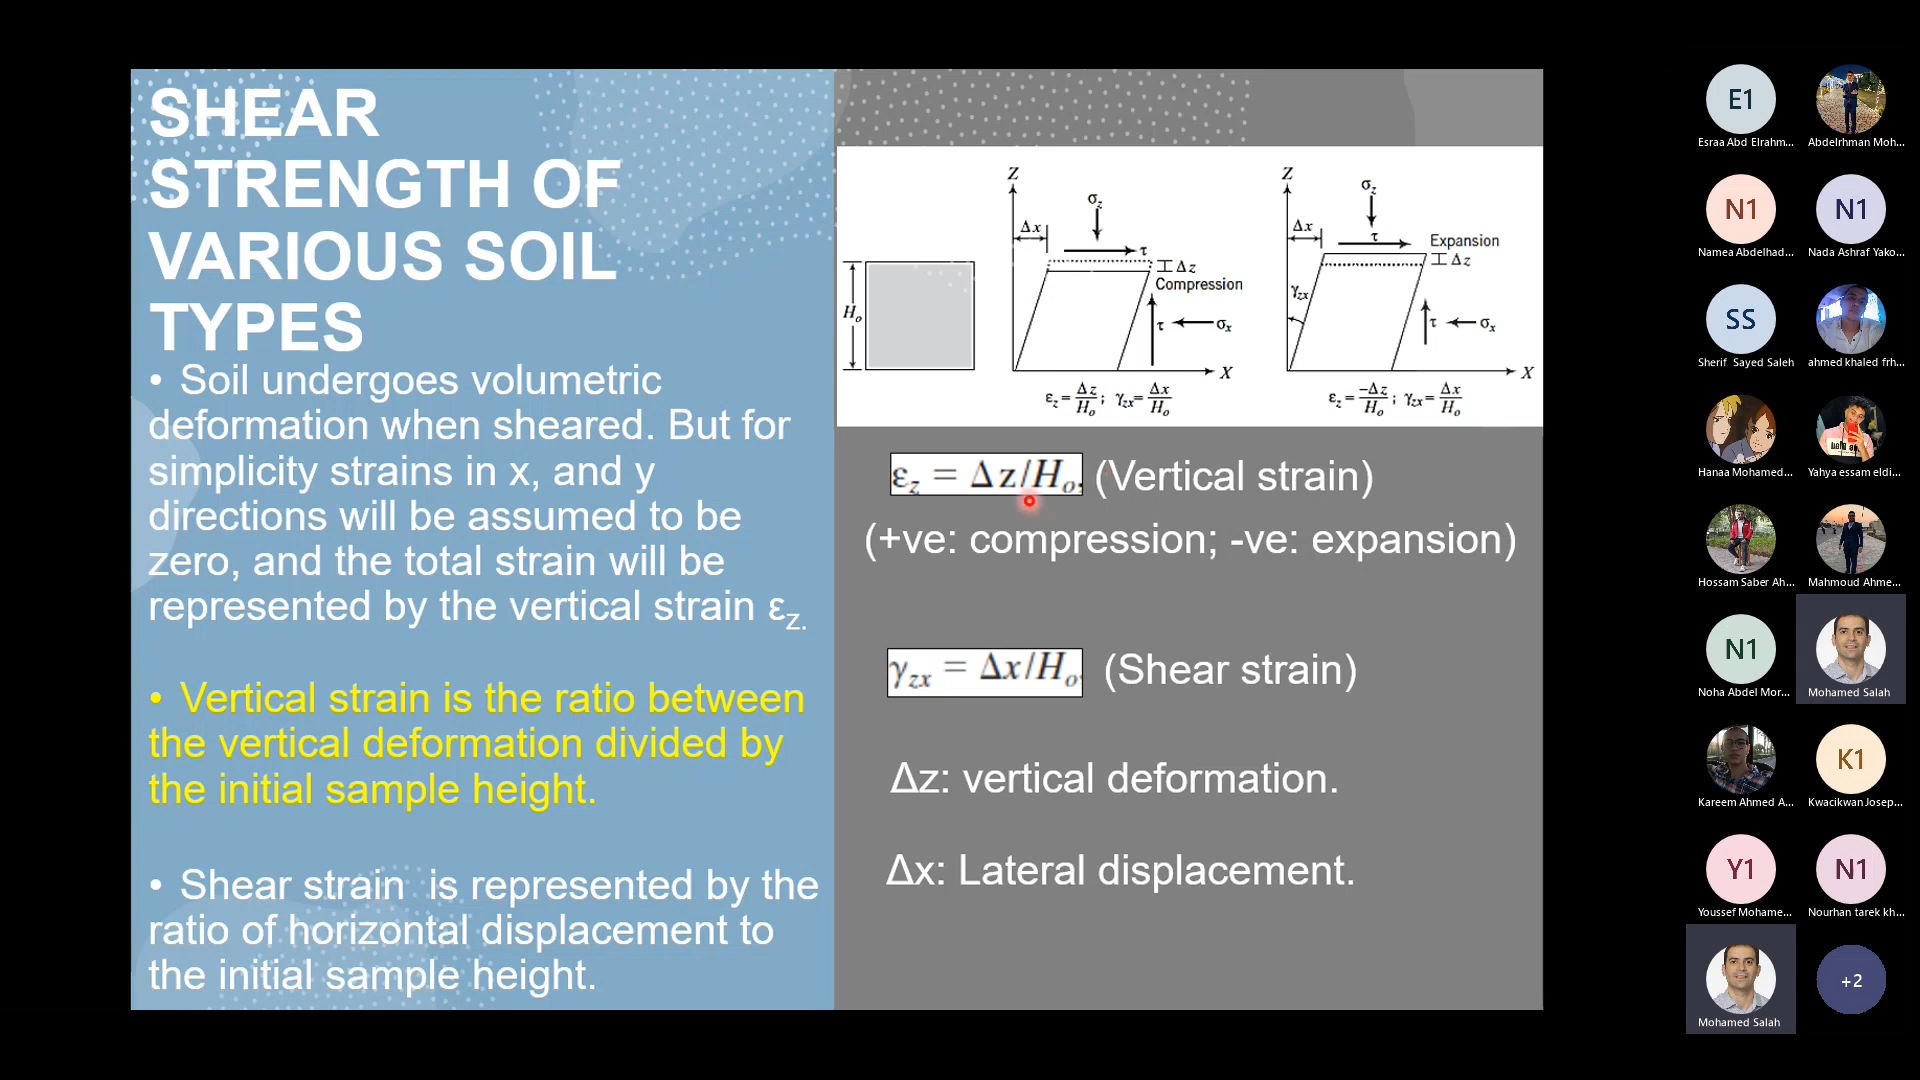 SHEAR
STRENGTH OF
VARIOUS SOIL
TYPES
• Soil undergoes volumetric
deformation when sheared. But for
simplicity strains in x, and y
directions will be assumed to be
zero, and the total strain will be
represented by the vertical strain εz.
• Vertical strain is the ratio between
the vertical deformation divided by
the initial sample height.
• Shear strain  is represented by the
ratio of horizontal displacement to
the initial sample height.
Ho
Z
σz
Δx
τ
Δz
Compression
τ
σx
X
εz = Δz/Ho ; γzx = Δx/Ho
Z
σz
Δx
τ
Expansion
Δz
γzx
τ
σx
X
εz = -Δz/Ho ; γzx = Δx/Ho
εz = Δz/Ho, (Vertical strain)
(+ve: compression; -ve: expansion)
γzx = Δx/Ho, (Shear strain)
Δz: vertical deformation.
Δx: Lateral displacement.
E1
Esraa Abd Elrahm...
Abdelrhman Moh...
N1
Namea Abdelhad...
N1
Nada Ashraf Yako...
SS
Sherif Sayed Saleh
ahmed khaled frh...
Hanaa Mohamed...
Yahya essam eldi...
Hossam Saber Ah...
Mahmoud Ahme...
N1
Noha Abdel Mor...
Mohamed Salah
Kareem Ahmed A...
K1
Kwacikwan Josep...
Y1
Youssef Mohame...
N1
Nourhan tarek kh...
Mohamed Salah
+2